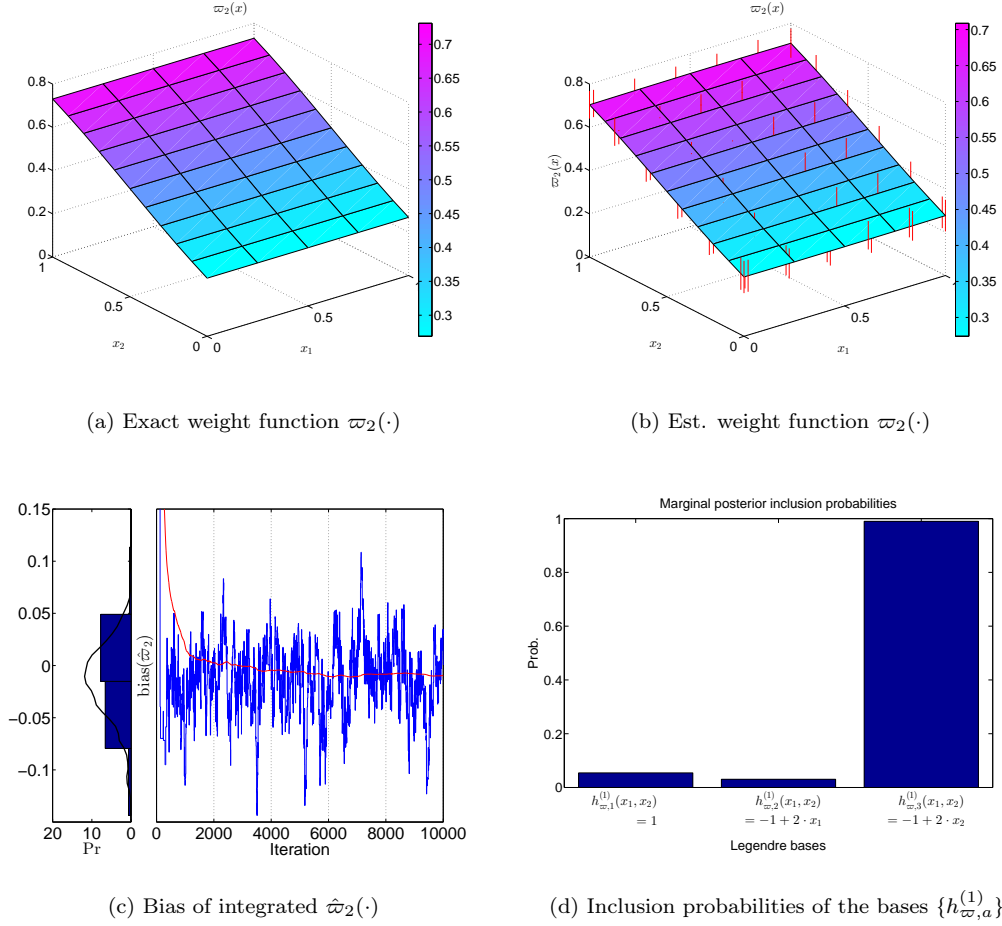 ϖ₂(x)
0.8
0.6
0.4
0.2
0
1
0.5
0
0
0.5
x₂
x₁
0.7
0.65
0.6
0.55
0.5
0.45
0.4
0.35
0.3
(a) Exact weight function ϖ₂(·)
ϖ₂(x)
ϖ₂(x)
0.8
0.6
0.4
0.2
0
1
0.5
0
0
0.5
x₂
x₁
0.7
0.65
0.6
0.55
0.5
0.45
0.4
0.35
0.3
(b) Est. weight function ϖ₂(·)
0.15
0.1
0.05
0
−0.05
−0.1
20 10 0
Pr
bias(ϖ̂₂)
0 2000 4000 6000 8000 10000
Iteration
(c) Bias of integrated ϖ̂₂(·)
Marginal posterior inclusion probabilities
1
0.8
0.6
0.4
0.2
0
Prob.
h⁽¹⁾_{ϖ,1}(x₁, x₂) h⁽¹⁾_{ϖ,2}(x₁, x₂) h⁽¹⁾_{ϖ,3}(x₁, x₂)
= 1 = −1 + 2 · x₁ = −1 + 2 · x₂
Legendre bases
(d) Inclusion probabilities of the bases {h⁽¹⁾_{ϖ,a}}